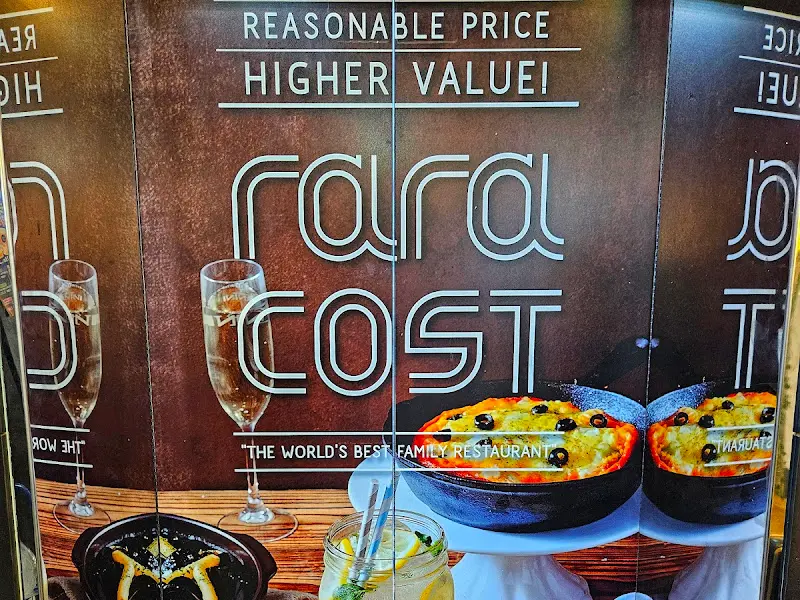 REASONABLE PRICE
HIGHER VALUE!
rara
COST
"THE WORLD'S BEST FAMILY RESTAURANT"